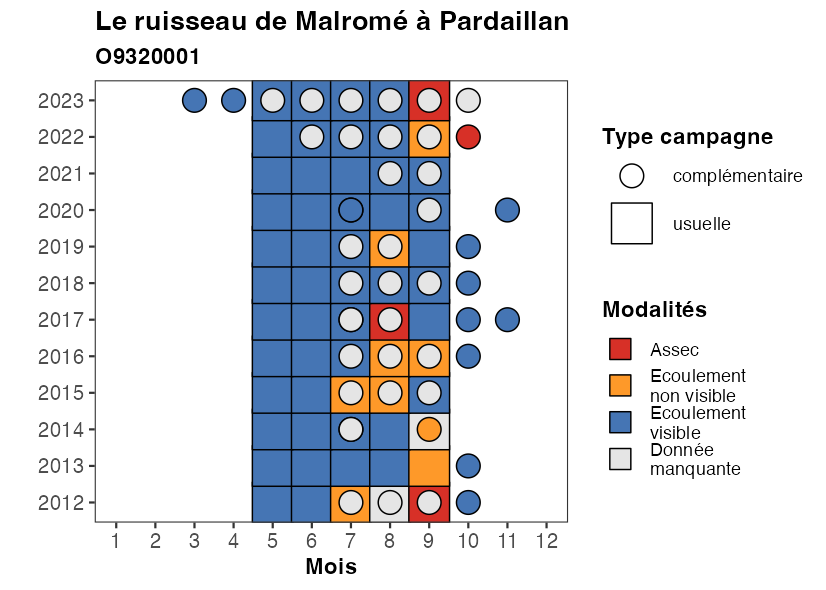 Le ruisseau de Malromé à Pardaillan
O9320001
2023
2022
2021
2020
2019
2018
2017
2016
2015
2014
2013
2012
1 2 3 4 5 6 7 8 9 10 11 12
Mois
Type campagne
complémentaire
usuelle
Modalités
Assec
Ecoulement
non visible
Ecoulement
visible
Donnée
manquante